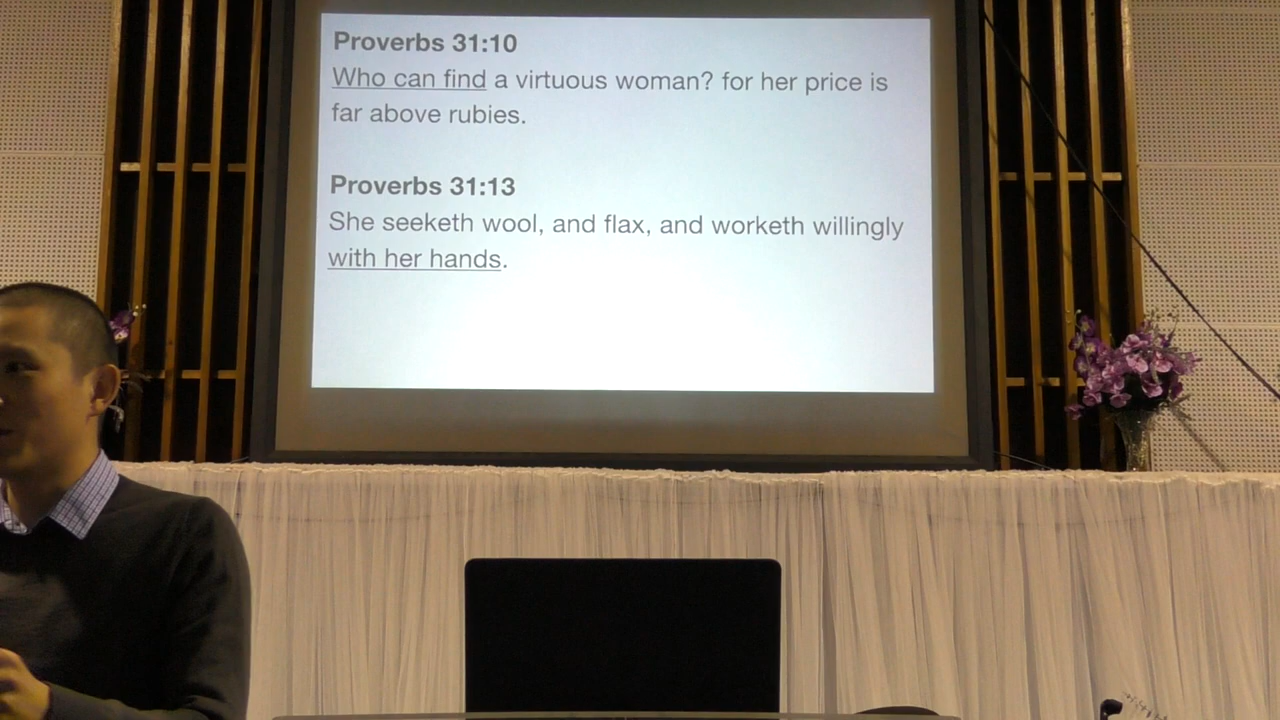 Proverbs 31:10
Who can find a virtuous woman? for her price is
far above rubies.
Proverbs 31:13
She seeketh wool, and flax, and worketh willingly
with her hands.